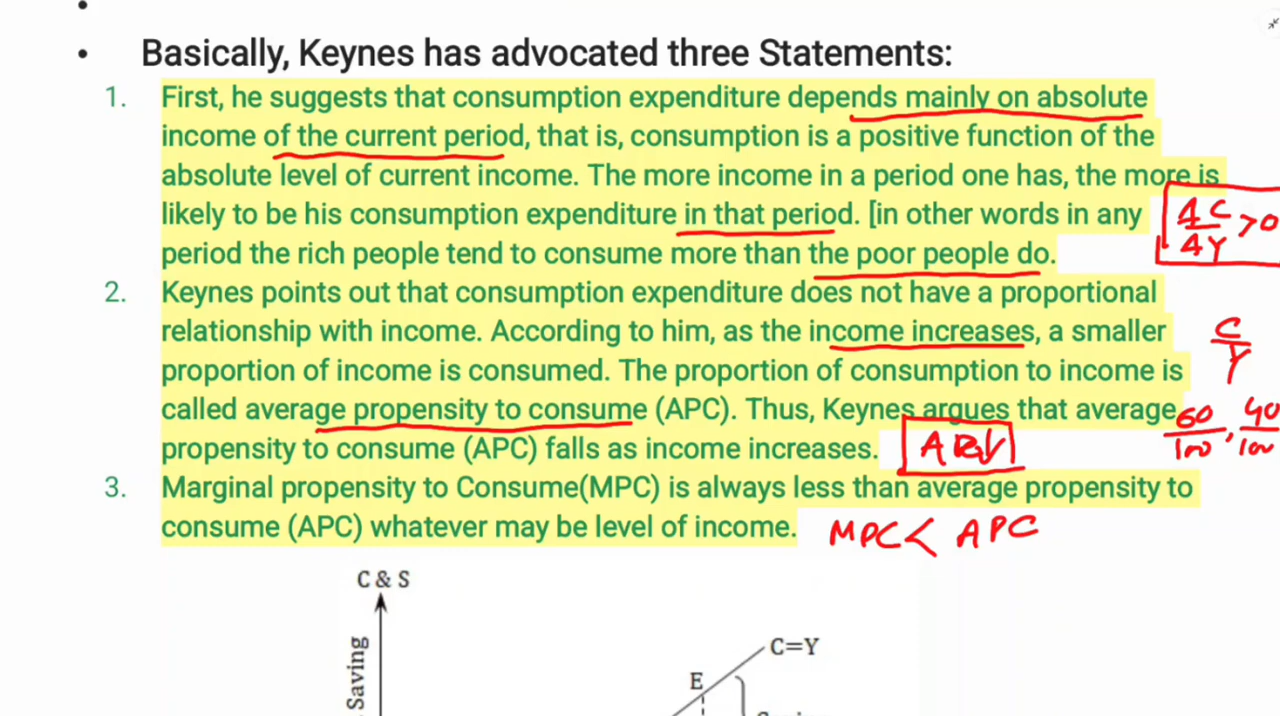 Basically, Keynes has advocated three Statements:
1. First, he suggests that consumption expenditure depends mainly on absolute
income of the current period, that is, consumption is a positive function of the
absolute level of current income. The more income in a period one has, the more is
likely to be his consumption expenditure in that period. [in other words in any
period the rich people tend to consume more than the poor people do.
2. Keynes points out that consumption expenditure does not have a proportional
relationship with income. According to him, as the income increases, a smaller
proportion of income is consumed. The proportion of consumption to income is
called average propensity to consume (APC). Thus, Keynes argues that average
propensity to consume (APC) falls as income increases.
3. Marginal propensity to Consume(MPC) is always less than average propensity to
consume (APC) whatever may be level of income.
MPC < APC
C
Y
60
100
,
40
100
C & S
Saving
C=Y
E